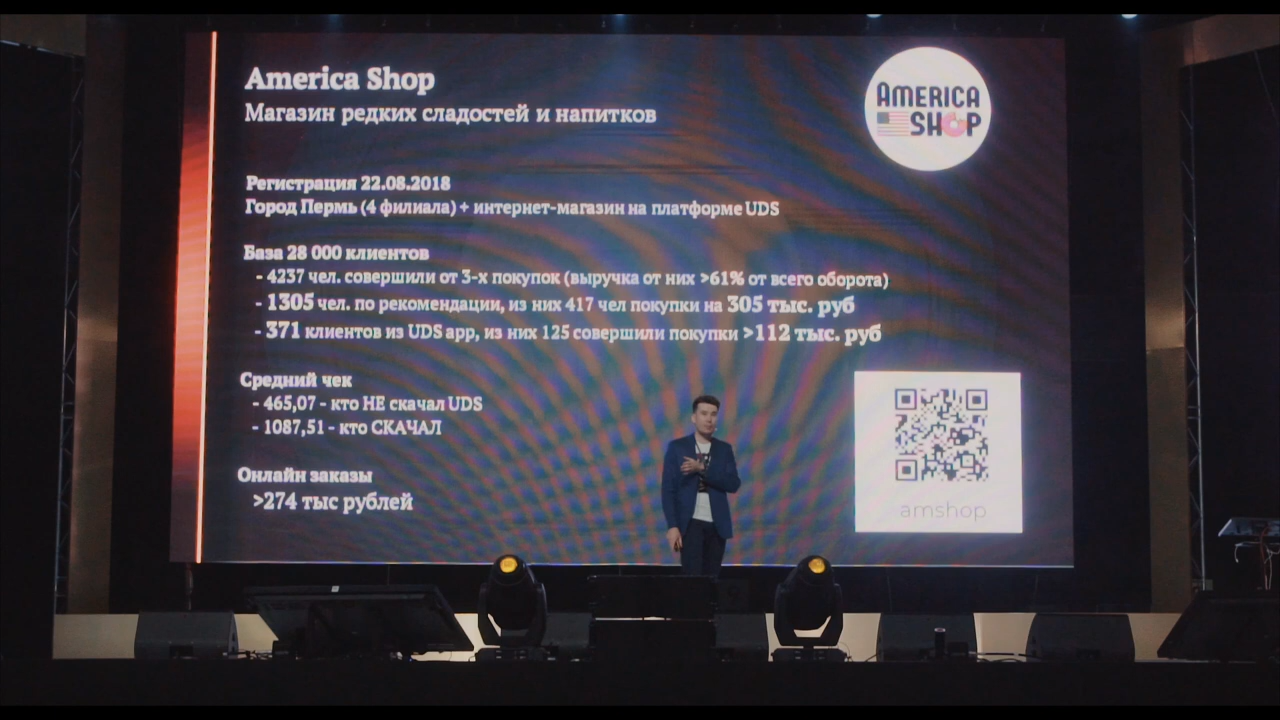 America Shop
Магазин редких сладостей и напитков
AMERICA
SHOP
Регистрация 22.08.2018
Город Пермь (4 филиала) + интернет-магазин на платформе UDS
База 28 000 клиентов
- 4237 чел. совершили от 3-х покупок (выручка от них >61% от всего оборота)
- 1305 чел. по рекомендации, из них 417 чел покупки на 305 тыс. руб
- 371 клиентов из UDS app, из них 125 совершили покупки >112 тыс. руб
Средний чек
- 465,07 - кто НЕ скачал UDS
- 1087,51 - кто СКАЧАЛ
Онлайн заказы
>274 тыс рублей
amshop